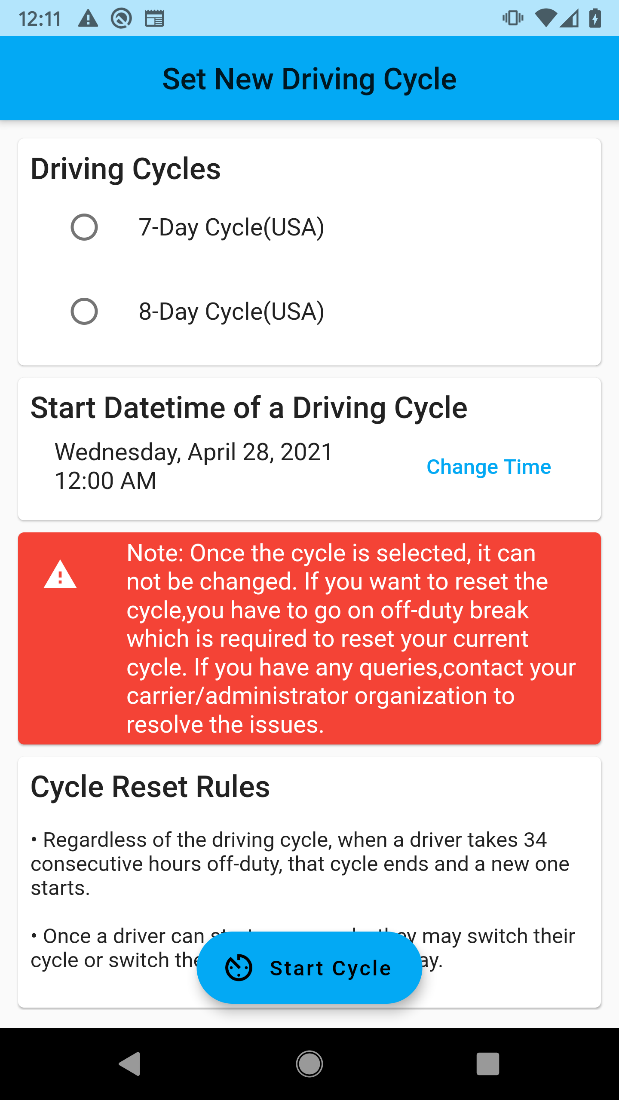 12:11
Set New Driving Cycle
Driving Cycles
7-Day Cycle(USA)
8-Day Cycle(USA)
Start Datetime of a Driving Cycle
Wednesday, April 28, 2021
12:00 AM
Change Time
Note: Once the cycle is selected, it can
not be changed. If you want to reset the
cycle,you have to go on off-duty break
which is required to reset your current
cycle. If you have any queries,contact your
carrier/administrator organization to
resolve the issues.
Cycle Reset Rules
• Regardless of the driving cycle, when a driver takes 34
consecutive hours off-duty, that cycle ends and a new one
starts.
• Once a driver can may switch their
cycle or switch
Start Cycle